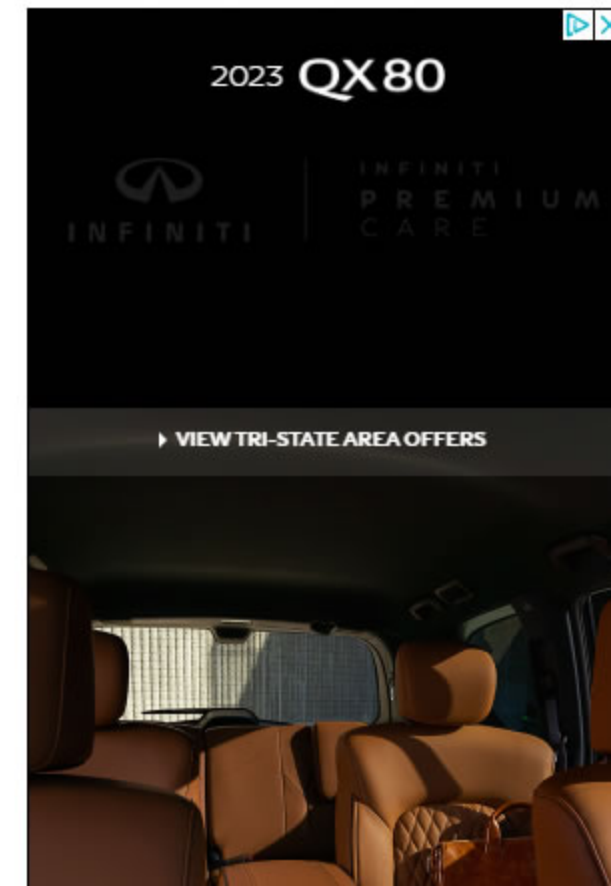 2023 QX80
INFINITI
INFINITI
PREMIUM
CARE
VIEW TRI-STATE AREA OFFERS